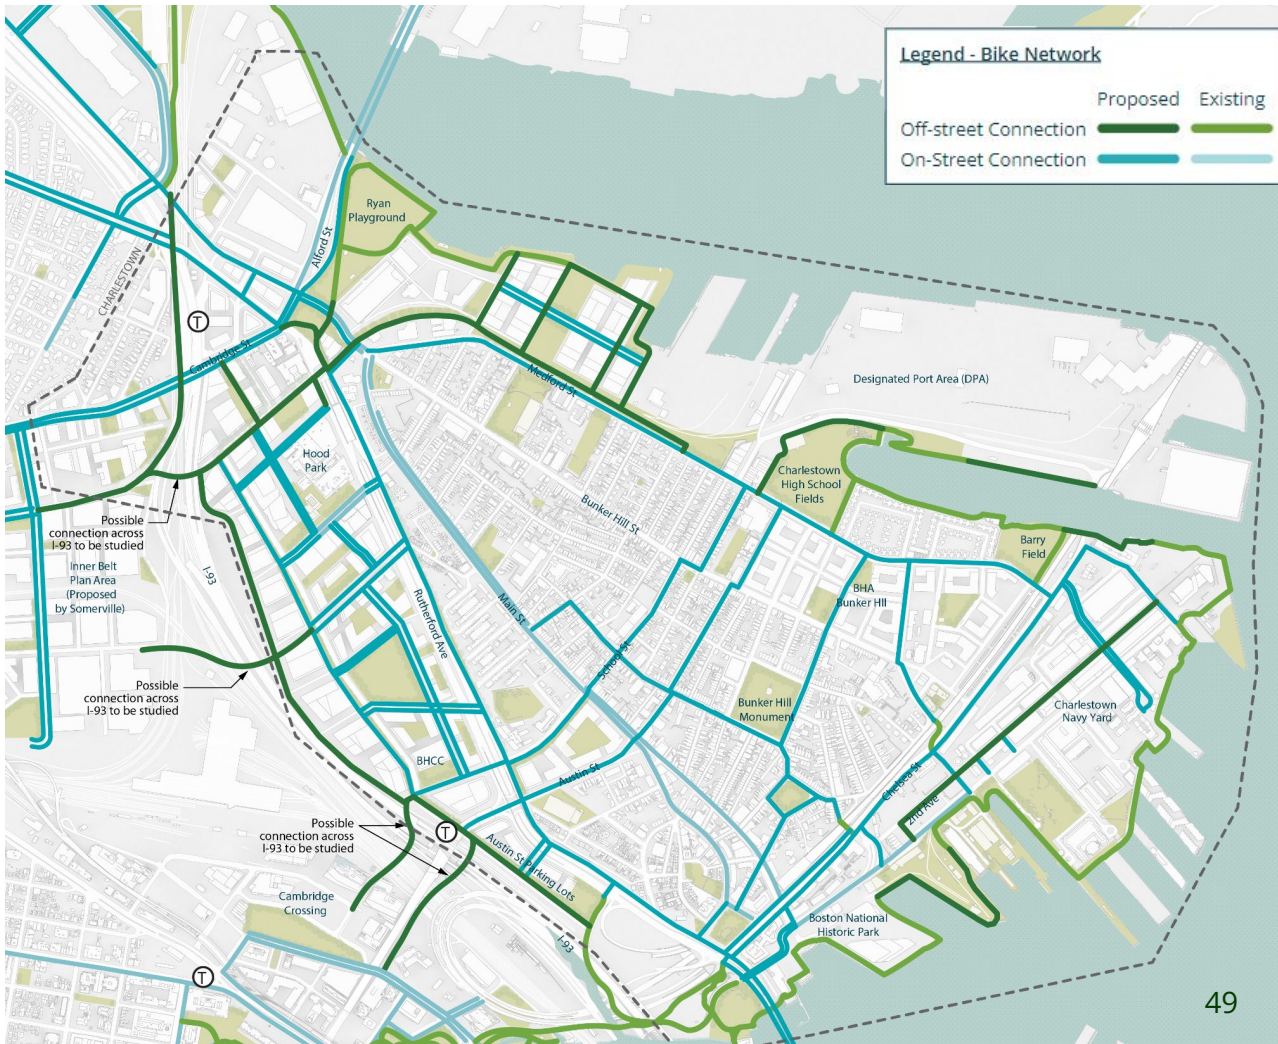 Legend - Bike Network
Proposed Existing
Off-street Connection
On-Street Connection
Ryan
Playground
Alford St
CHARLESTOWN
T
Cambridge St
Medford St
Designated Port Area (DPA)
Hood
Park
Charlestown
High School
Fields
Bunker Hill St
Possible
connection across
I-93 to be studied
Barry
Field
Inner Belt
Plan Area
(Proposed
by Somerville)
I-93
BHA
Bunker Hill
Main St
Rutherford Ave
School St
Possible
connection across
I-93 to be studied
Bunker Hill
Monument
Charlestown
Navy Yard
BHCC
Austin St
Chelsea St
2nd Ave
Possible
connection across
I-93 to be studied
T
Austin St Parking Lots
Cambridge
Crossing
Boston National
Historic Park
I-93
T
49